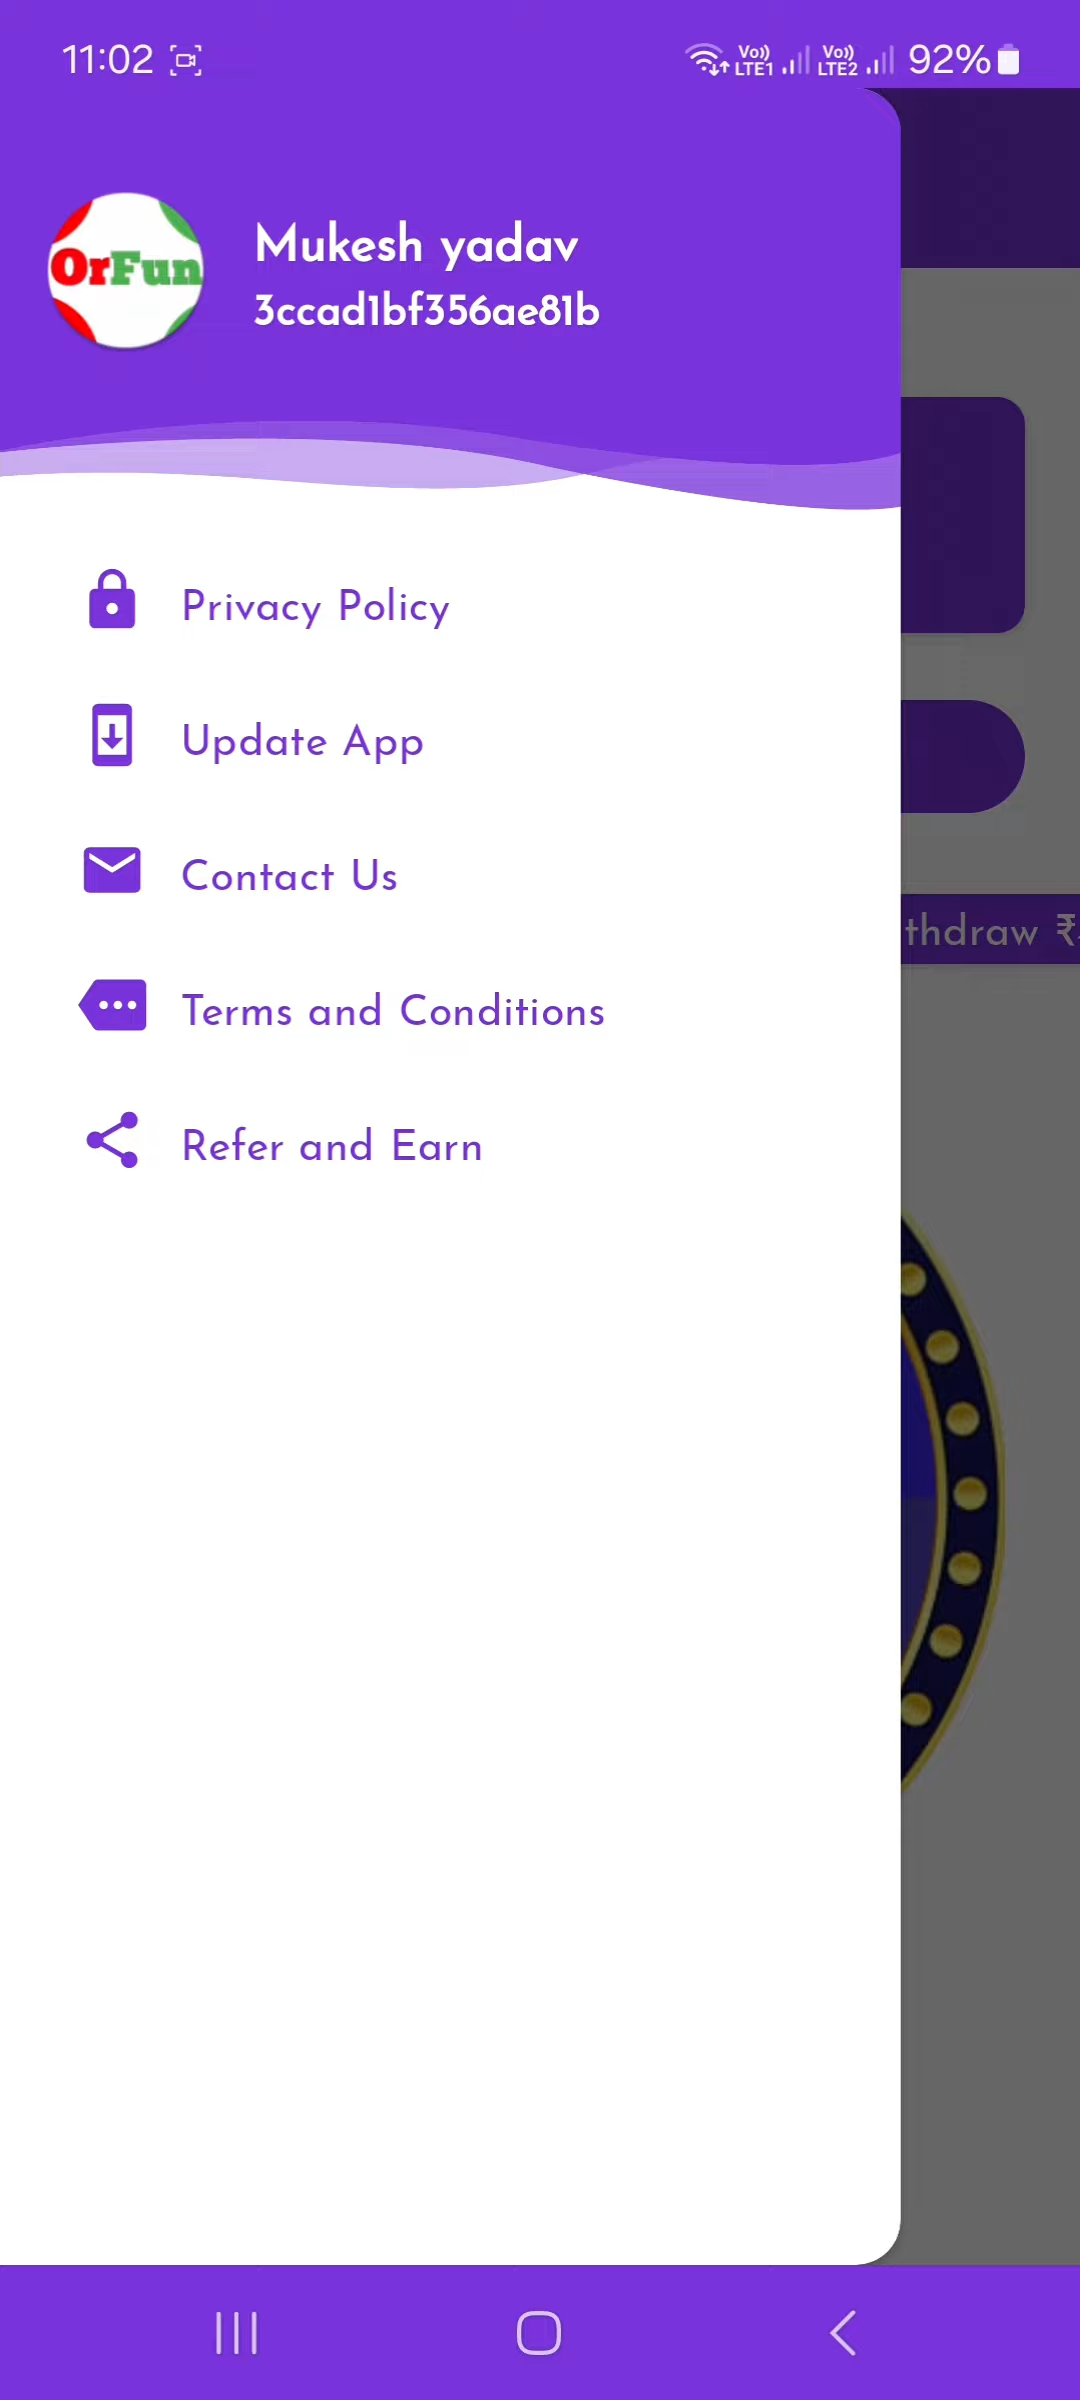 11:02 Vo)) LTE1 Vo)) LTE2 92%
OrFun
Mukesh yadav
3ccad1bf356ae81b
Privacy Policy
Update App
Contact Us
thdraw ₹
Terms and Conditions
Refer and Earn